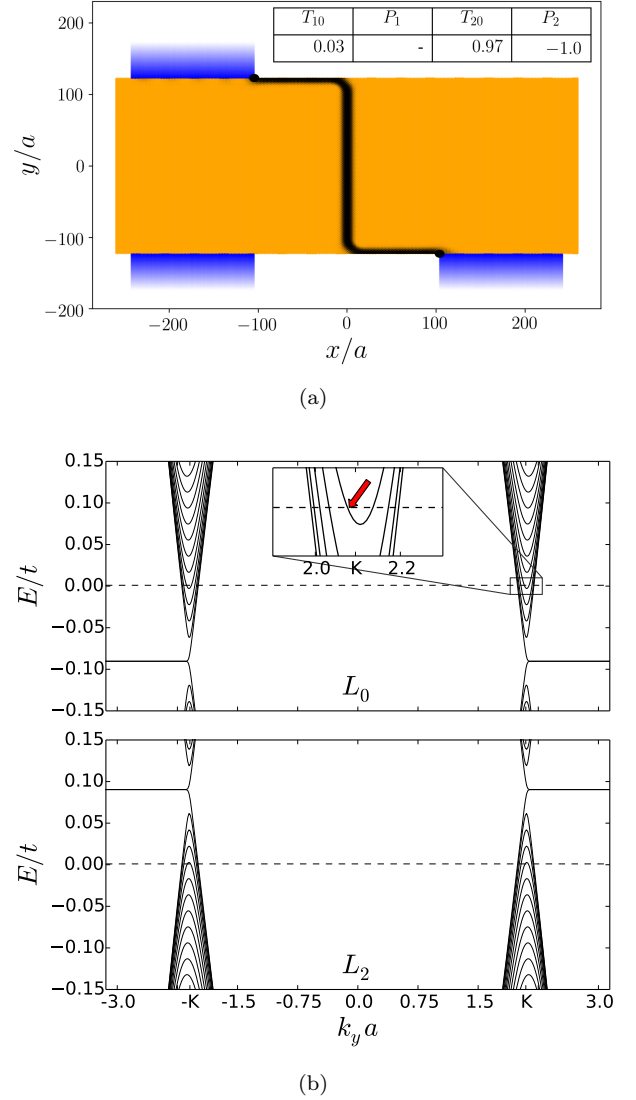 T₁₀ P₁ T₂₀ P₂
0.03 - 0.97 −1.0
200
100
0
−100
−200
y/a
−200 −100 0 100 200
x/a
(a)
0.15
0.10
0.05
0.00
−0.05
−0.10
−0.15
E/t
2.0 K 2.2
L₀
0.15
0.10
0.05
0.00
−0.05
−0.10
−0.15
E/t
L₂
-3.0 -K -1.5 -0.75 0.0 0.75 1.5 K 3.0
k_y a
(b)